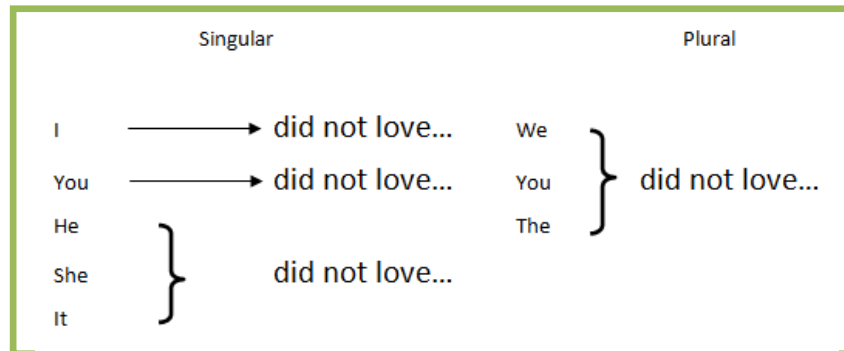 Singular Plural
I did not love... We
You did not love... You did not love...
He The
She did not love...
It